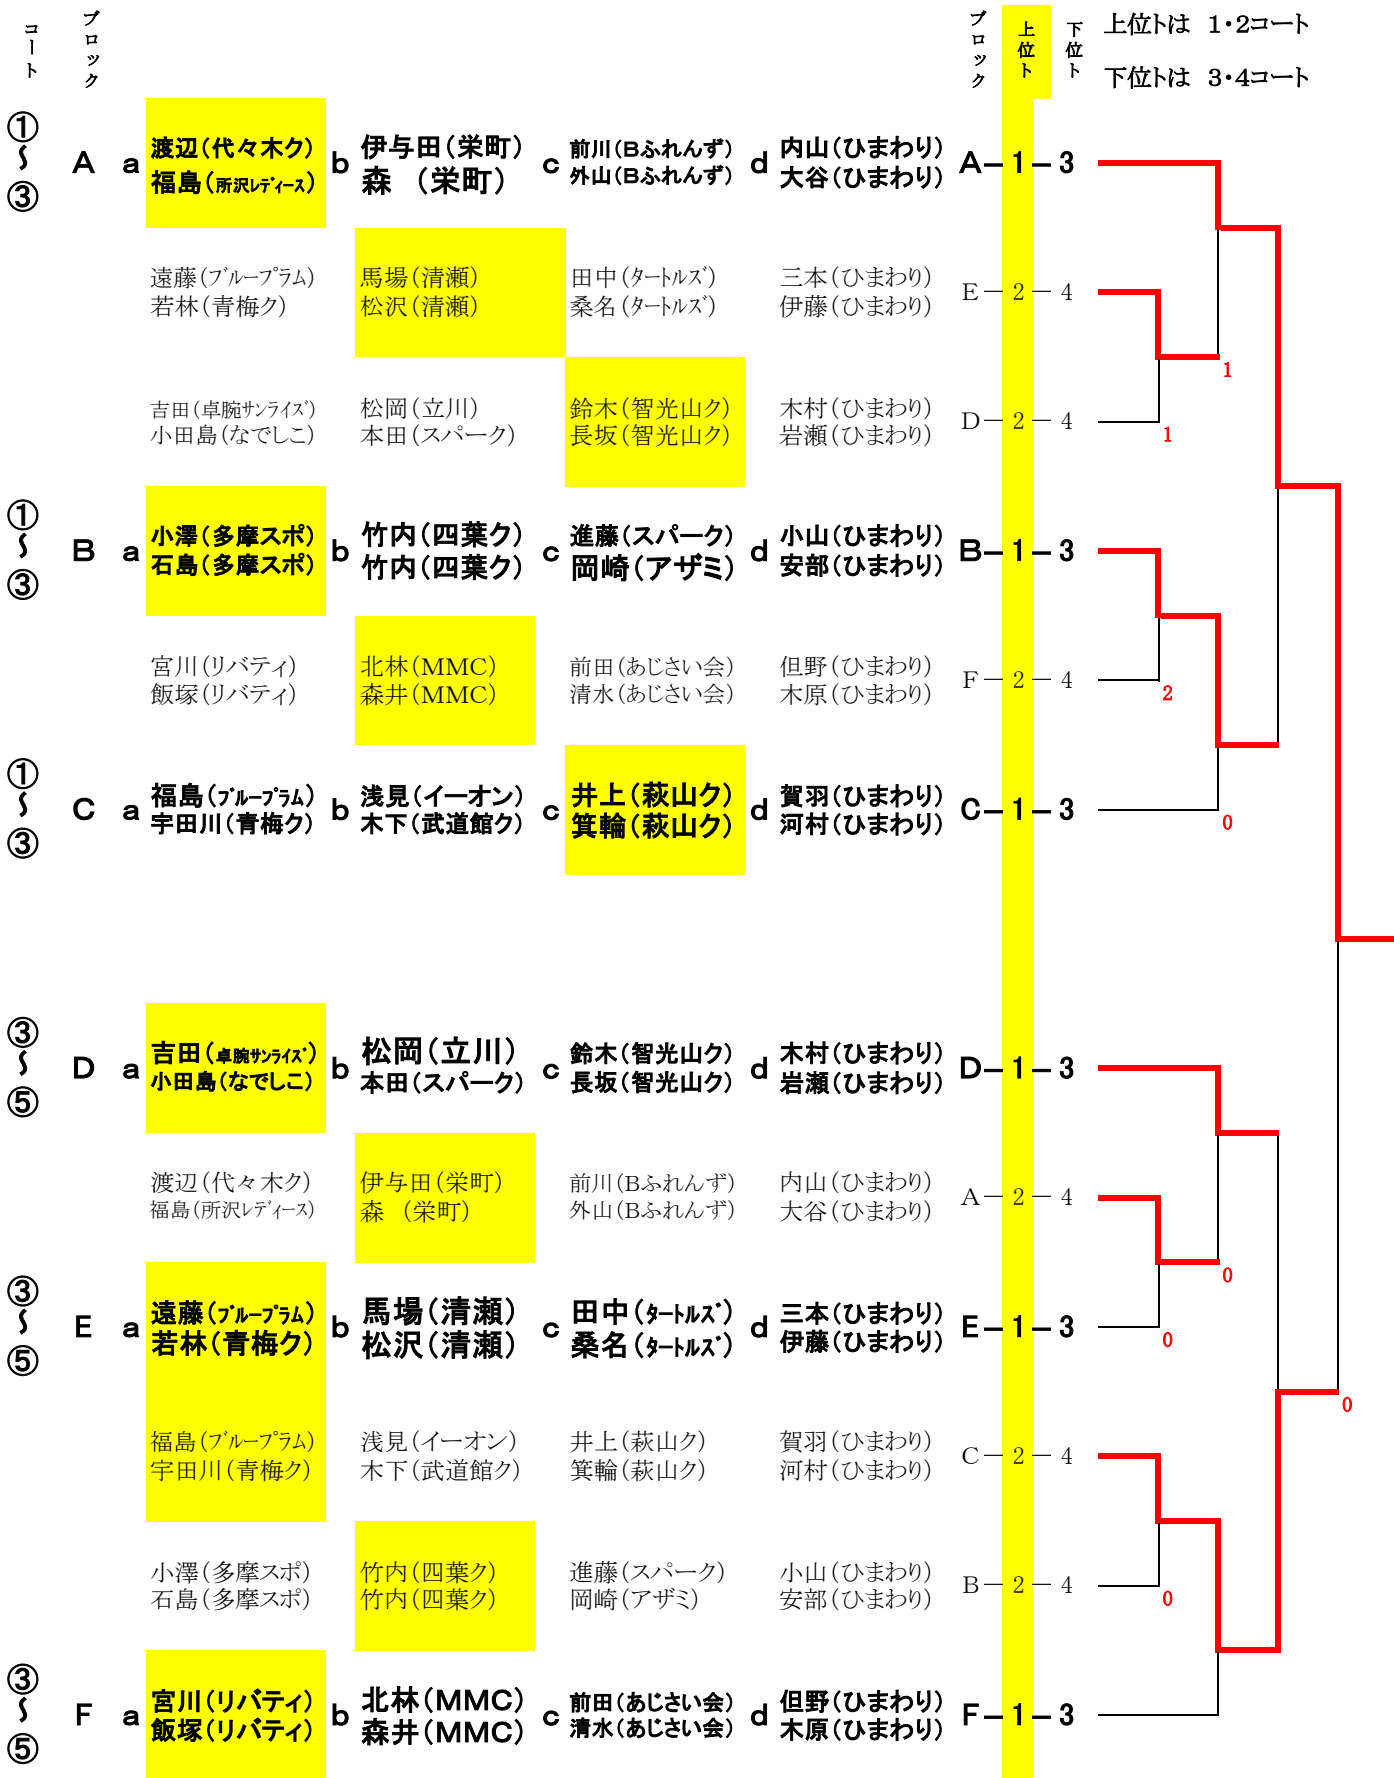 コート ブロック ブロック 上位ト 下位ト 上位トは 1・2コート
下位トは 3・4コート
①～③ A a 渡辺(代々木ク) b 伊与田(栄町) c 前川(Bふれんず) d 内山(ひまわり) A 1 3
福島(所沢レディース) 森 (栄町) 外山(Bふれんず) 大谷(ひまわり)
遠藤(ブループラム) 馬場(清瀬) 田中(タートルズ) 三本(ひまわり) E 2 4
若林(青梅ク) 松沢(清瀬) 桑名(タートルズ) 伊藤(ひまわり)
1
吉田(卓腕サンライズ) 松岡(立川) 鈴木(智光山ク) 木村(ひまわり) D 2 4
小田島(なでしこ) 本田(スパーク) 長坂(智光山ク) 岩瀬(ひまわり) 1
①～③ B a 小澤(多摩スポ) b 竹内(四葉ク) c 進藤(スパーク) d 小山(ひまわり) B 1 3
石島(多摩スポ) 竹内(四葉ク) 岡崎(アザミ) 安部(ひまわり)
宮川(リバティ) 北林(MMC) 前田(あじさい会) 但野(ひまわり) F 2 4
飯塚(リバティ) 森井(MMC) 清水(あじさい会) 木原(ひまわり) 2
①～③ C a 福島(ブループラム) b 浅見(イーオン) c 井上(萩山ク) d 賀羽(ひまわり) C 1 3
宇田川(青梅ク) 木下(武道館ク) 箕輪(萩山ク) 河村(ひまわり) 0
③～⑤ D a 吉田(卓腕サンライズ) b 松岡(立川) c 鈴木(智光山ク) d 木村(ひまわり) D 1 3
小田島(なでしこ) 本田(スパーク) 長坂(智光山ク) 岩瀬(ひまわり)
渡辺(代々木ク) 伊与田(栄町) 前川(Bふれんず) 内山(ひまわり) A 2 4
福島(所沢レディース) 森 (栄町) 外山(Bふれんず) 大谷(ひまわり)
0
③～⑤ E a 遠藤(ブループラム) b 馬場(清瀬) c 田中(タートルズ) d 三本(ひまわり) E 1 3
若林(青梅ク) 松沢(清瀬) 桑名(タートルズ) 伊藤(ひまわり) 0
0
福島(ブループラム) 浅見(イーオン) 井上(萩山ク) 賀羽(ひまわり) C 2 4
宇田川(青梅ク) 木下(武道館ク) 箕輪(萩山ク) 河村(ひまわり)
小澤(多摩スポ) 竹内(四葉ク) 進藤(スパーク) 小山(ひまわり) B 2 4
石島(多摩スポ) 竹内(四葉ク) 岡崎(アザミ) 安部(ひまわり) 0
③～⑤ F a 宮川(リバティ) b 北林(MMC) c 前田(あじさい会) d 但野(ひまわり) F 1 3
飯塚(リバティ) 森井(MMC) 清水(あじさい会) 木原(ひまわり)